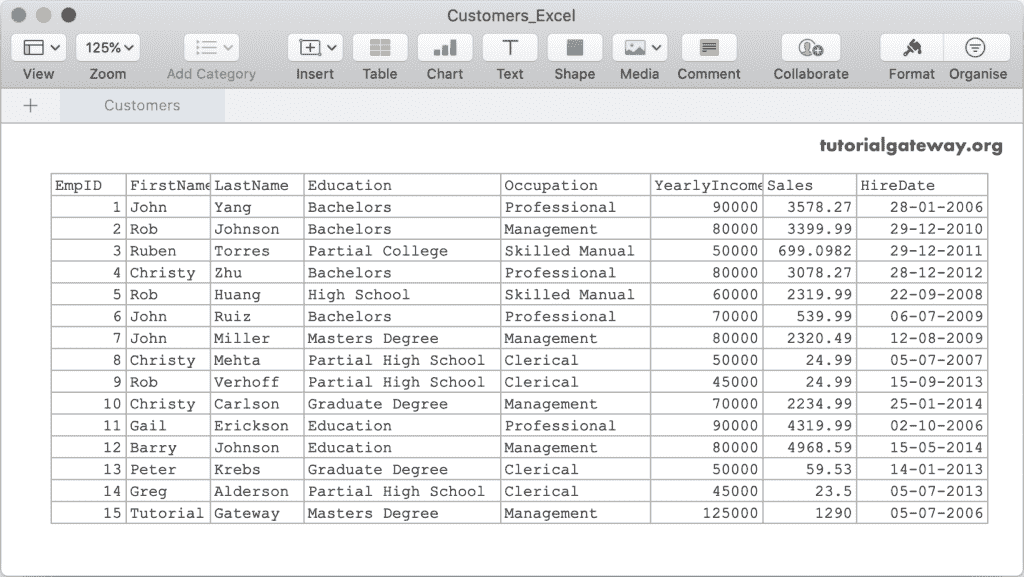 Customers_Excel
125%
View Zoom Add Category Insert Table Chart Text Shape Media Comment Collaborate Format Organise
Customers
tutorialgateway.org
EmpID FirstName LastName Education Occupation YearlyIncome Sales HireDate
1 John Yang Bachelors Professional 90000 3578.27 28-01-2006
2 Rob Johnson Bachelors Management 80000 3399.99 29-12-2010
3 Ruben Torres Partial College Skilled Manual 50000 699.0982 29-12-2011
4 Christy Zhu Bachelors Professional 80000 3078.27 28-12-2012
5 Rob Huang High School Skilled Manual 60000 2319.99 22-09-2008
6 John Ruiz Bachelors Professional 70000 539.99 06-07-2009
7 John Miller Masters Degree Management 80000 2320.49 12-08-2009
8 Christy Mehta Partial High School Clerical 50000 24.99 05-07-2007
9 Rob Verhoff Partial High School Clerical 45000 24.99 15-09-2013
10 Christy Carlson Graduate Degree Management 70000 2234.99 25-01-2014
11 Gail Erickson Education Professional 90000 4319.99 02-10-2006
12 Barry Johnson Education Management 80000 4968.59 15-05-2014
13 Peter Krebs Graduate Degree Clerical 50000 59.53 14-01-2013
14 Greg Alderson Partial High School Clerical 45000 23.5 05-07-2013
15 Tutorial Gateway Masters Degree Management 125000 1290 05-07-2006